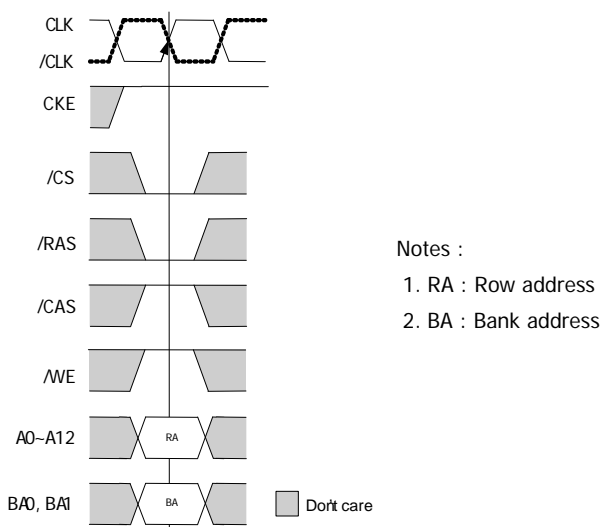 CLK
/CLK
CKE
/CS
/RAS
/CAS
/WE
A0~A12
RA
BA0, BA1
BA
Don't care
Notes :
1. RA : Row address
2. BA : Bank address